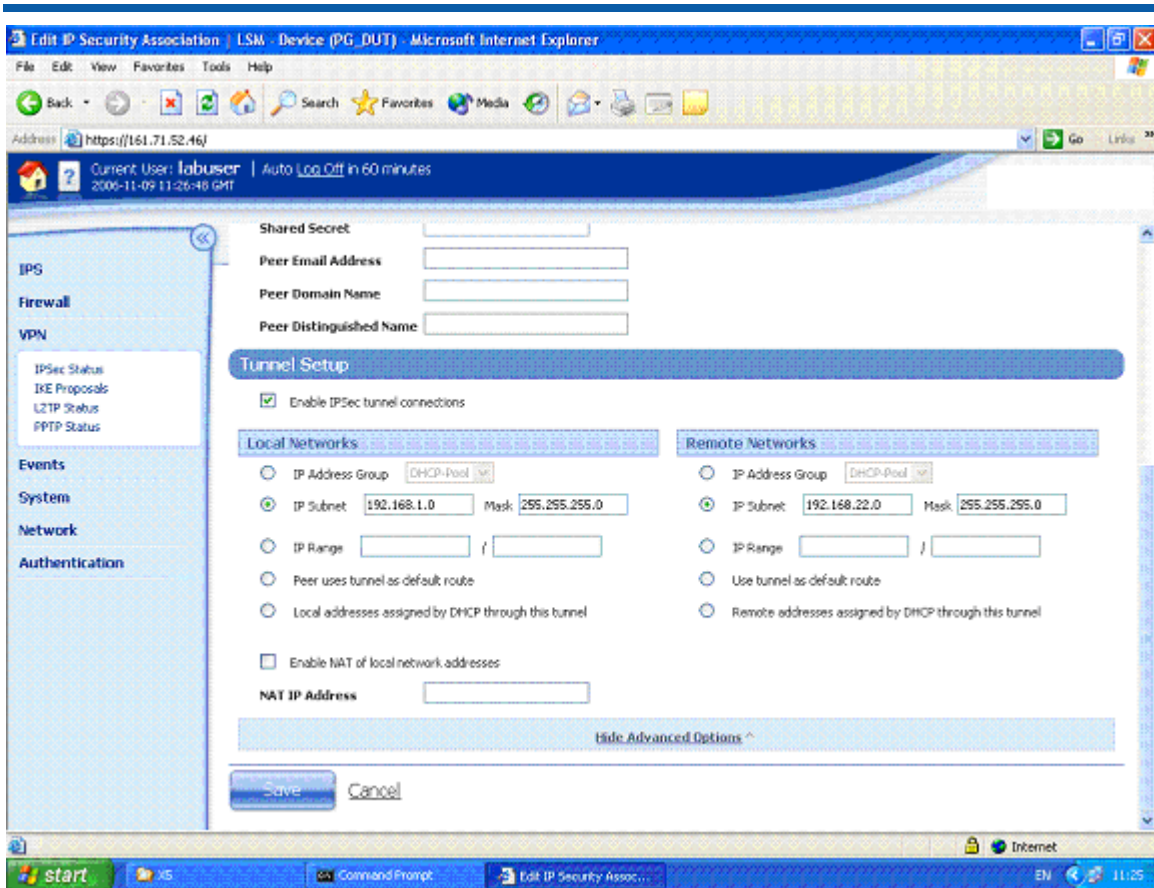 Edit IP Security Association | LSM - Device (PG_DUT) - Microsoft Internet Explorer
File Edit View Favorites Tools Help
Back Search Favorites Media
Address https://161.71.52.46/ Go Links »
Current User: labuser | Auto Log Off in 60 minutes
2006-11-09 11:26:48 GMT
IPS
Firewall
VPN
IPSec Status
IKE Proposals
L2TP Status
PPTP Status
Events
System
Network
Authentication
Shared Secret
Peer Email Address
Peer Domain Name
Peer Distinguished Name
Tunnel Setup
Enable IPSec tunnel connections
Local Networks
IP Address Group DHCP-Pool
IP Subnet 192.168.1.0 Mask 255.255.255.0
IP Range /
Peer uses tunnel as default route
Local addresses assigned by DHCP through this tunnel
Remote Networks
IP Address Group DHCP-Pool
IP Subnet 192.168.22.0 Mask 255.255.255.0
IP Range /
Use tunnel as default route
Remote addresses assigned by DHCP through this tunnel
Enable NAT of local network addresses
NAT IP Address
Hide Advanced Options ^
Save Cancel
Internet
start X5 Command Prompt Edit IP Security Assoc... EN 11:25